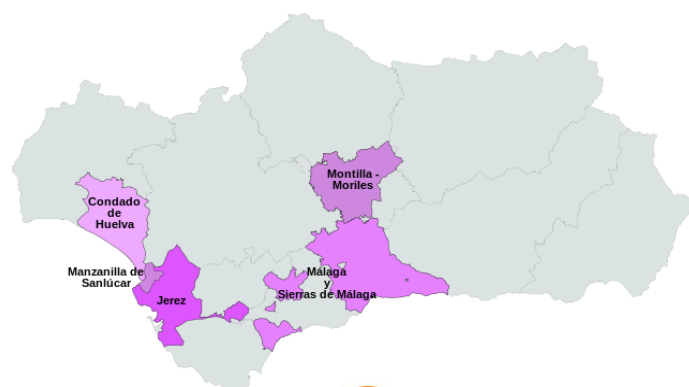 Montilla -
Moriles
Condado
de
Huelva
Manzanilla de
Sanlúcar
Jerez
Málaga
y
Sierras de Málaga